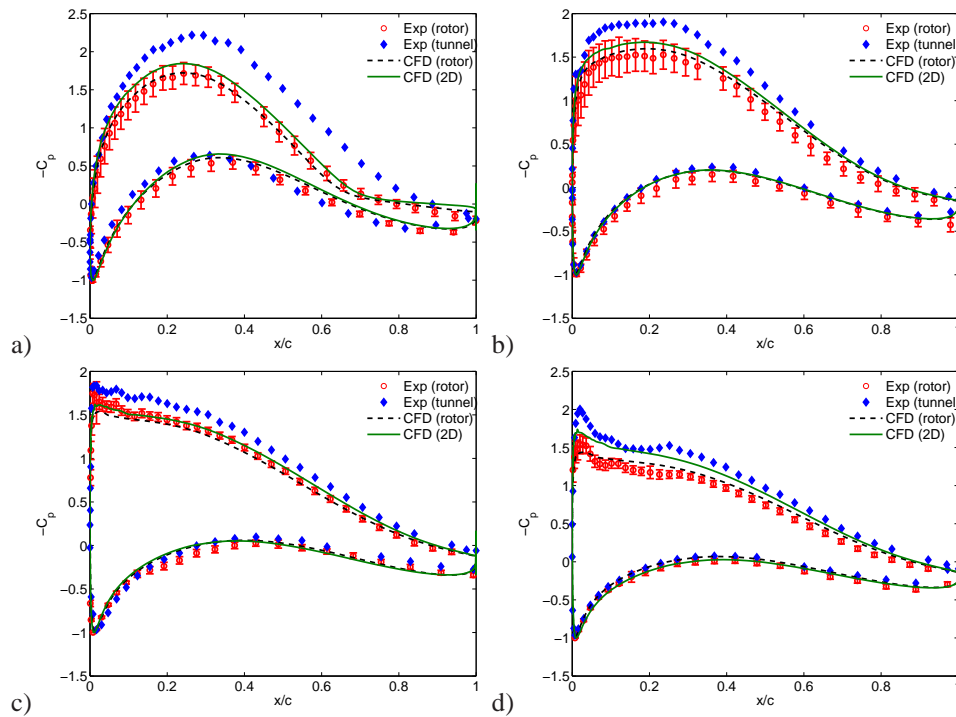 2.5
2
1.5
1
0.5
0
−0.5
−1
−1.5
−C_p
Exp (rotor)
Exp (tunnel)
CFD (rotor)
CFD (2D)
0 0.2 0.4 0.6 0.8 1
x/c
a)
2
1.5
1
0.5
0
−0.5
−1
−1.5
−C_p
Exp (rotor)
Exp (tunnel)
CFD (rotor)
CFD (2D)
0 0.2 0.4 0.6 0.8 1
x/c
b)
2
1.5
1
0.5
0
−0.5
−1
−1.5
−C_p
Exp (rotor)
Exp (tunnel)
CFD (rotor)
CFD (2D)
0 0.2 0.4 0.6 0.8 1
x/c
c)
2.5
2
1.5
1
0.5
0
−0.5
−1
−1.5
−C_p
Exp (rotor)
Exp (tunnel)
CFD (rotor)
CFD (2D)
0 0.2 0.4 0.6 0.8 1
x/c
d)